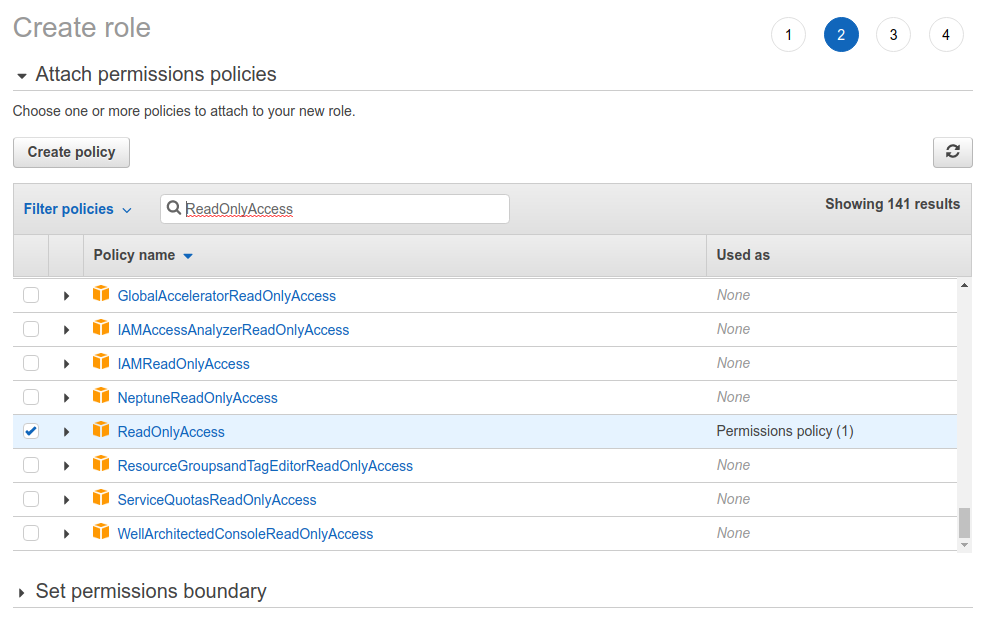 Create role
1 2 3 4
Attach permissions policies
Choose one or more policies to attach to your new role.
Create policy
Filter policies ReadOnlyAccess Showing 141 results
Policy name Used as
GlobalAcceleratorReadOnlyAccess None
IAMAccessAnalyzerReadOnlyAccess None
IAMReadOnlyAccess None
NeptuneReadOnlyAccess None
ReadOnlyAccess Permissions policy (1)
ResourceGroupsandTagEditorReadOnlyAccess None
ServiceQuotasReadOnlyAccess None
WellArchitectedConsoleReadOnlyAccess None
Set permissions boundary